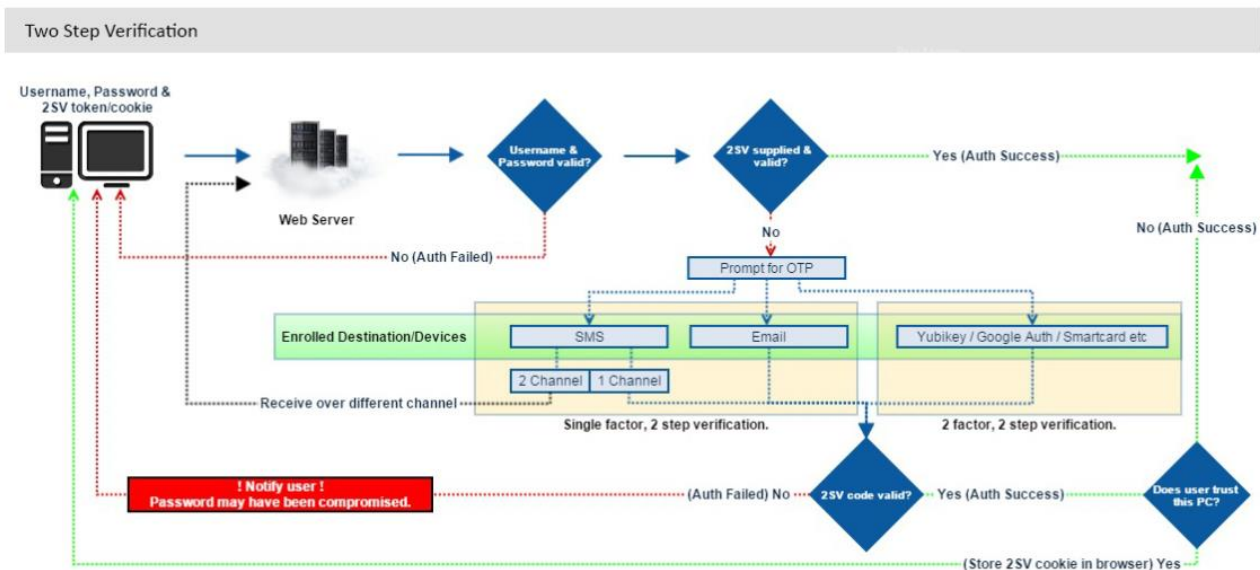 Two Step Verification
Username, Password &
2SV token/cookie
Web Server
Username &
Password valid?
2SV supplied &
valid?
Yes (Auth Success)
No (Auth Success)
No (Auth Failed)
No
Prompt for OTP
Enrolled Destination/Devices
SMS
Email
Yubikey / Google Auth / Smartcard etc
2 Channel
1 Channel
Receive over different channel
Single factor, 2 step verification.
2 factor, 2 step verification.
! Notify user !
Password may have been compromised.
(Auth Failed) No
2SV code valid?
Yes (Auth Success)
Does user trust
this PC?
(Store 2SV cookie in browser) Yes